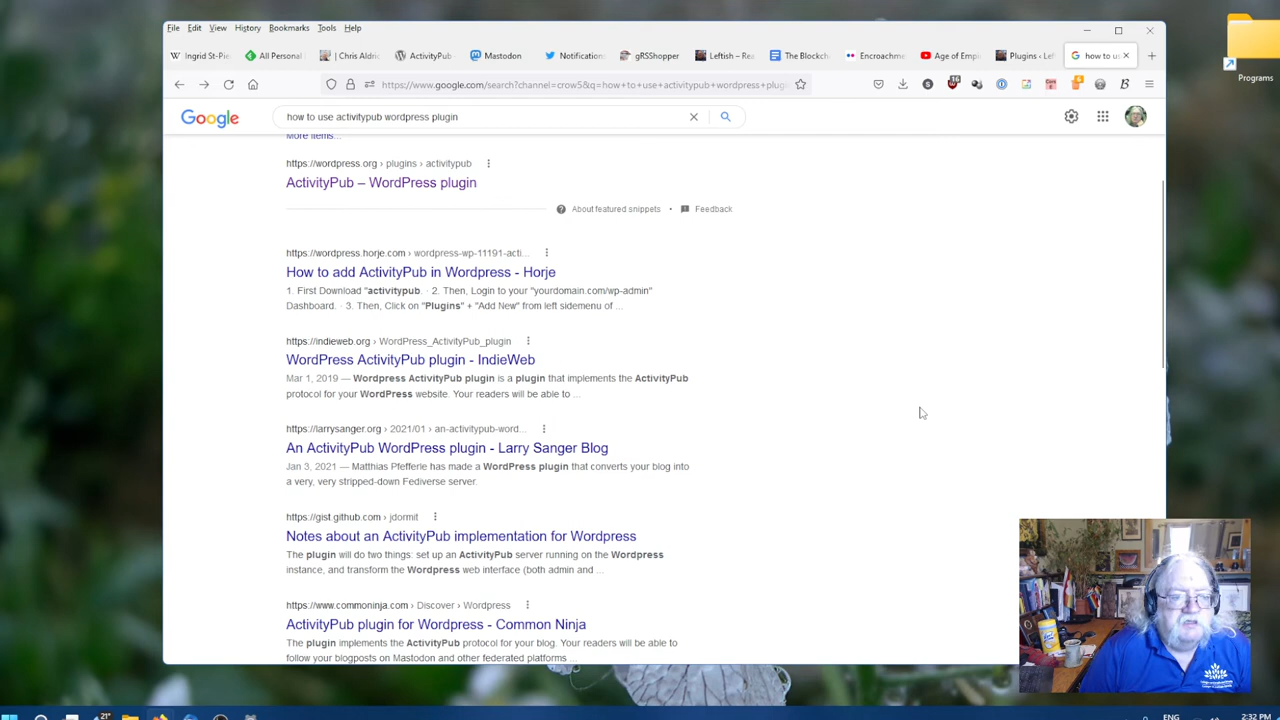 File Edit View History Bookmarks Tools Help
Ingrid St-Pie
All Personal
Chris Aldri
ActivityPub
Mastodon
Notification
gRSShopper
Leftish – Rea
The Blockch
Encroachme
Age of Empi
Plugins ‹ Lef
how to us
https://www.google.com/search?channel=crow5&q=how+to+use+activitypub+wordpress+plug
16
Programs
Google
how to use activitypub wordpress plugin
More items...
https://wordpress.org › plugins › activitypub
ActivityPub – WordPress plugin
About featured snippets • Feedback
https://wordpress.horje.com › wordpress-wp-11191-acti...
How to add ActivityPub in Wordpress - Horje
1. First Download "activitypub. · 2. Then, Login to your "yourdomain.com/wp-admin"
Dashboard. · 3. Then, Click on "Plugins" + "Add New" from left sidemenu of ...
https://indieweb.org › WordPress_ActivityPub_plugin
WordPress ActivityPub plugin - IndieWeb
Mar 1, 2019 — Wordpress ActivityPub plugin is a plugin that implements the ActivityPub
protocol for your WordPress website. Your readers will be able to ...
https://larrysanger.org › 2021/01 › an-activitypub-word...
An ActivityPub WordPress plugin - Larry Sanger Blog
Jan 3, 2021 — Matthias Pfefferle has made a WordPress plugin that converts your blog into
a very, very stripped-down Fediverse server.
https://gist.github.com › jdormit
Notes about an ActivityPub implementation for Wordpress
The plugin will do two things: set up an ActivityPub server running on the Wordpress
instance, and transform the Wordpress web interface (both admin and ...
https://www.commoninja.com › Discover › Wordpress
ActivityPub plugin for Wordpress - Common Ninja
The plugin implements the ActivityPub protocol for your blog. Your readers will be able to
follow your blogposts on Mastodon and other federated platforms ...
21°
ENG
2:32 PM